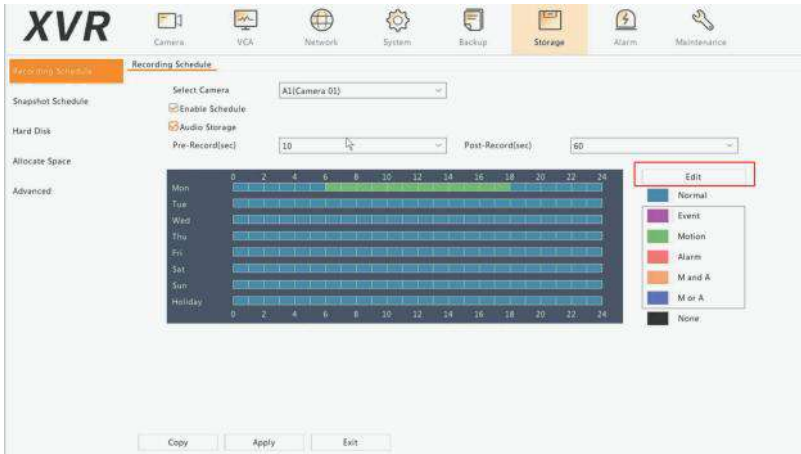 XVR
Camera VCA Network System Backup Storage Alarm Maintenance
Recording Schedule Recording Schedule
Select Camera A1(Camera 01)
Snapshot Schedule
Enable Schedule
Hard Disk
Audio Storage
Pre-Record(sec) 10 Post-Record(sec) 60
Allocate Space
Advanced
0 2 4 6 8 10 12 14 16 18 20 22 24
Edit
Mon
Normal
Tue
Wed
Event
Thu
Motion
Fri
Alarm
Sat
M and A
Sun
M or A
Holiday
0 2 4 6 8 10 12 14 16 18 20 22 24
None
Copy Apply Exit